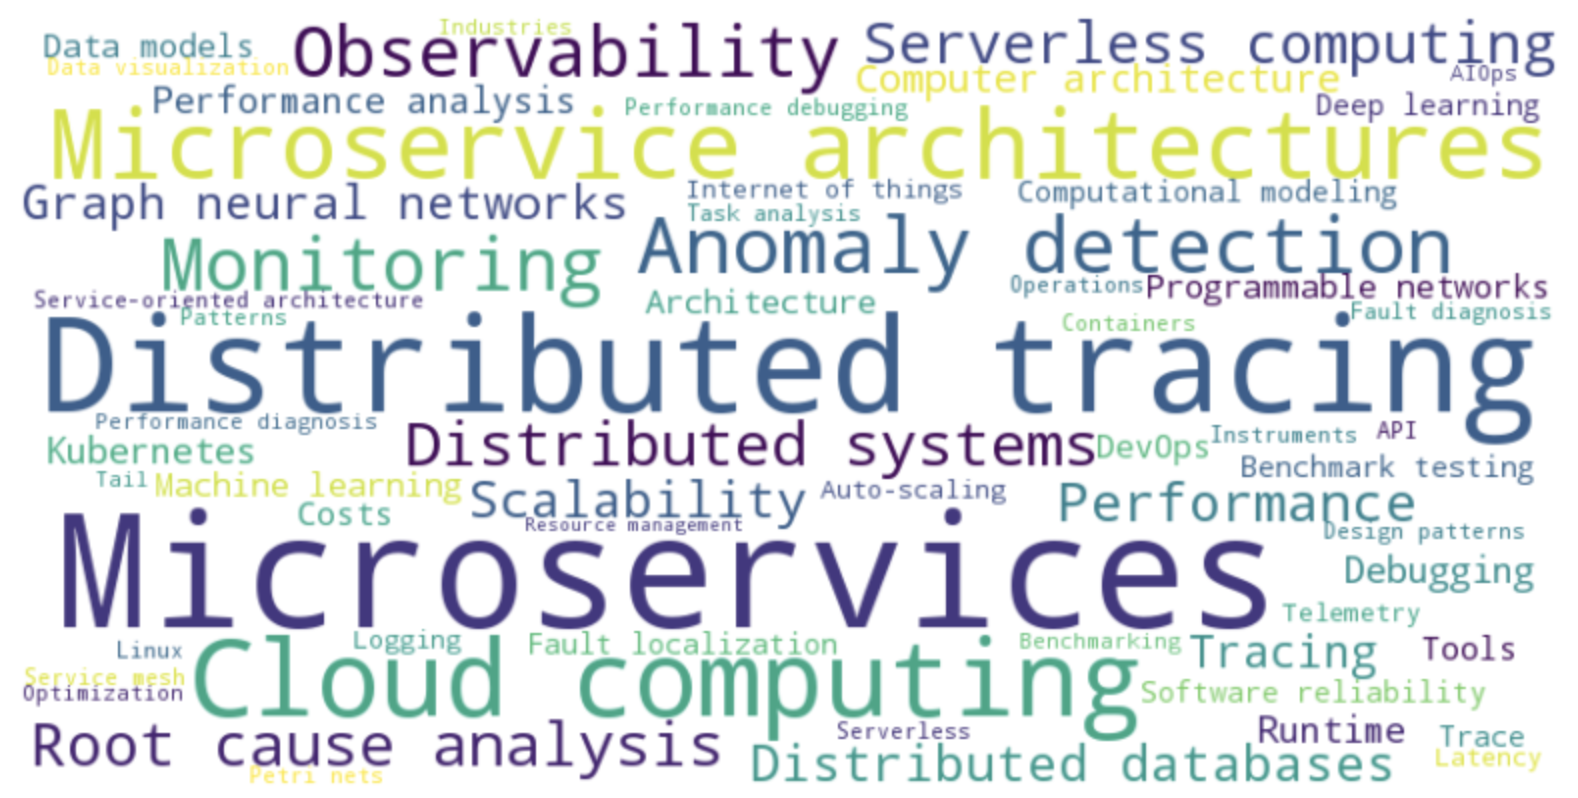 Industries
Data models
Observability
Serverless computing
Data visualization
Computer architecture
AIOps
Performance analysis
Performance debugging
Deep learning
Microservice architectures
Graph neural networks
Internet of things
Computational modeling
Task analysis
Monitoring
Anomaly detection
Operations
Programmable networks
Service-oriented architecture
Architecture
Patterns
Containers
Fault diagnosis
Distributed tracing
Performance diagnosis
Kubernetes
Distributed systems
DevOps
Instruments
API
Benchmark testing
Tail
Machine learning
Scalability
Auto-scaling
Performance
Costs
Resource management
Design patterns
Microservices
Debugging
Telemetry
Linux
Logging
Fault localization
Benchmarking
Tracing
Tools
Service mesh
Optimization
Cloud computing
Software reliability
Root cause analysis
Serverless
Runtime
Trace
Petri nets
Distributed databases
Latency